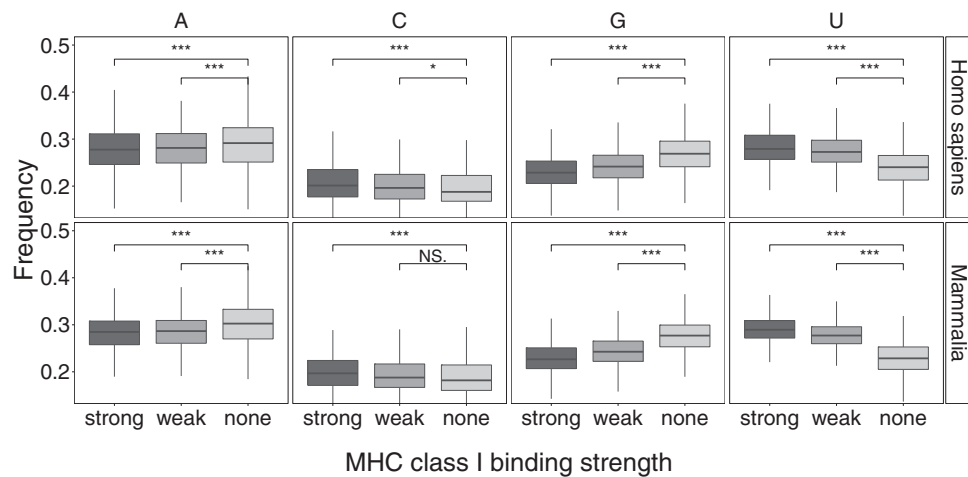 A C G U
0.5
*** *** *** ***
*** * *** ***
0.4
0.3
0.2
Homo sapiens
Frequency
0.5
*** *** *** ***
*** NS. *** ***
0.4
0.3
0.2
Mammalia
strong weak none strong weak none strong weak none strong weak none
MHC class I binding strength